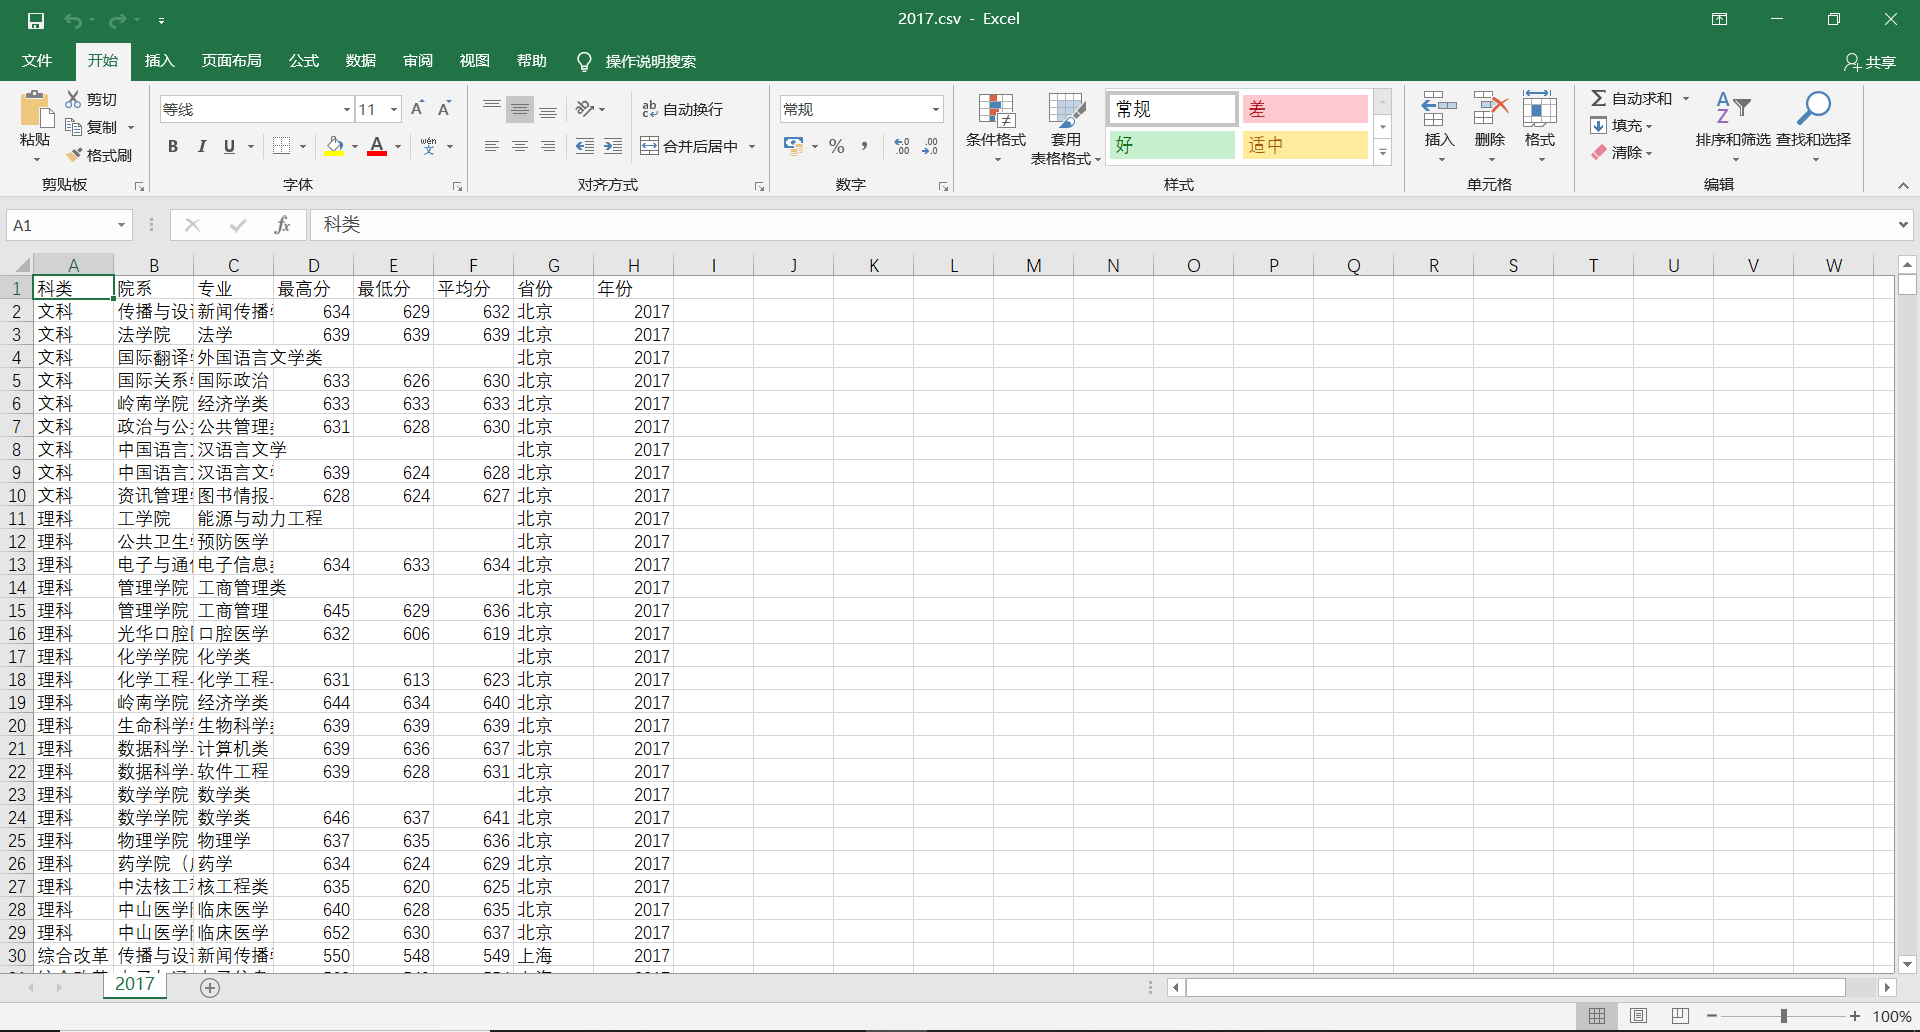 2017.csv - Excel
文件 开始 插入 页面布局 公式 数据 审阅 视图 帮助 操作说明搜索 共享
粘贴 剪切 复制 格式刷 剪贴板
等线 11 B I U A wén 文 字体
自动换行 合并后居中 对齐方式
常规 % 数字
条件格式 套用 表格格式 常规 差 好 适中 样式
插入 删除 格式 单元格
自动求和 填充 清除 排序和筛选 查找和选择 编辑
A1 fx 科类
A B C D E F G H I J K L M N O P Q R S T U V W
1 科类 院系 专业 最高分 最低分 平均分 省份 年份
2 文科 传播与设 新闻传播 634 629 632 北京 2017
3 文科 法学院 法学 639 639 639 北京 2017
4 文科 国际翻译 外国语言文学类 北京 2017
5 文科 国际关系 国际政治 633 626 630 北京 2017
6 文科 岭南学院 经济学类 633 633 633 北京 2017
7 文科 政治与公 公共管理 631 628 630 北京 2017
8 文科 中国语言 汉语言文学 北京 2017
9 文科 中国语言 汉语言文 639 624 628 北京 2017
10 文科 资讯管理 图书情报 628 624 627 北京 2017
11 理科 工学院 能源与动力工程 北京 2017
12 理科 公共卫生 预防医学 北京 2017
13 理科 电子与通 电子信息 634 633 634 北京 2017
14 理科 管理学院 工商管理类 北京 2017
15 理科 管理学院 工商管理 645 629 636 北京 2017
16 理科 光华口腔 口腔医学 632 606 619 北京 2017
17 理科 化学学院 化学类 北京 2017
18 理科 化学工程 化学工程 631 613 623 北京 2017
19 理科 岭南学院 经济学类 644 634 640 北京 2017
20 理科 生命科学 生物科学 639 639 639 北京 2017
21 理科 数据科学 计算机类 639 636 637 北京 2017
22 理科 数据科学 软件工程 639 628 631 北京 2017
23 理科 数学学院 数学类 北京 2017
24 理科 数学学院 数学类 646 637 641 北京 2017
25 理科 物理学院 物理学 637 635 636 北京 2017
26 理科 药学院（ 药学 634 624 629 北京 2017
27 理科 中法核工 核工程类 635 620 625 北京 2017
28 理科 中山医学 临床医学 640 628 635 北京 2017
29 理科 中山医学 临床医学 652 630 637 北京 2017
30 综合改革 传播与设 新闻传播 550 548 549 上海 2017
2017
100%